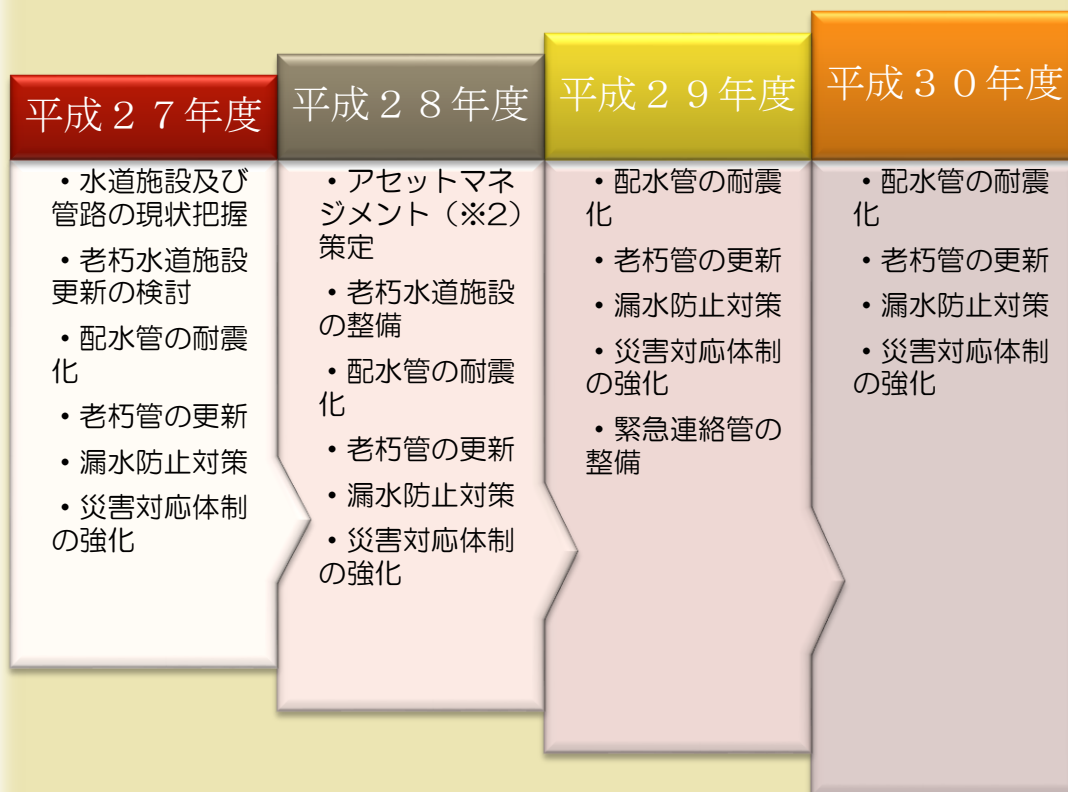 平成２７年度
・水道施設及び
管路の現状把握
・老朽水道施設
更新の検討
・配水管の耐震
化
・老朽管の更新
・漏水防止対策
・災害対応体制
の強化
平成２８年度
・アセットマネ
ジメント（※2）
策定
・老朽水道施設
の整備
・配水管の耐震
化
・老朽管の更新
・漏水防止対策
・災害対応体制
の強化
平成２９年度
・配水管の耐震
化
・老朽管の更新
・漏水防止対策
・災害対応体制
の強化
・緊急連絡管の
整備
平成３０年度
・配水管の耐震
化
・老朽管の更新
・漏水防止対策
・災害対応体制
の強化